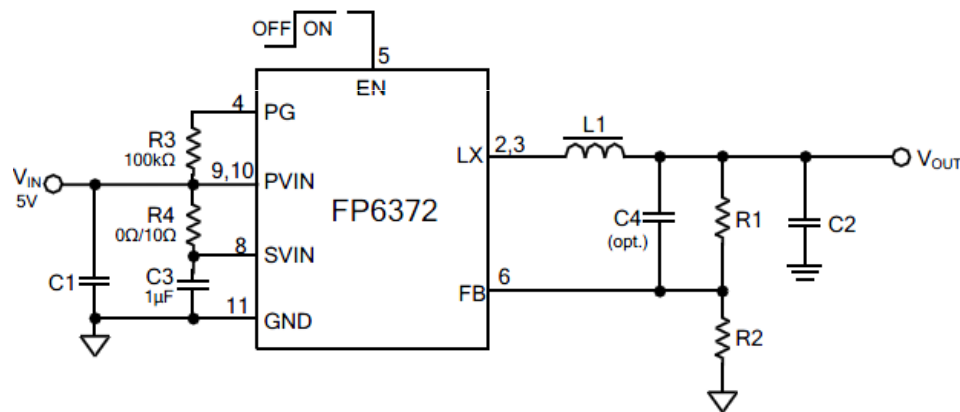 OFF ON
5
EN
4 PG
R3
100kΩ
L1
2,3
LX
VIN
5V
9,10 PVIN
VOUT
FP6372
R4
0Ω/10Ω
C4
(opt.)
R1
C2
8 SVIN
C1
C3
1µF
6
FB
11 GND
R2